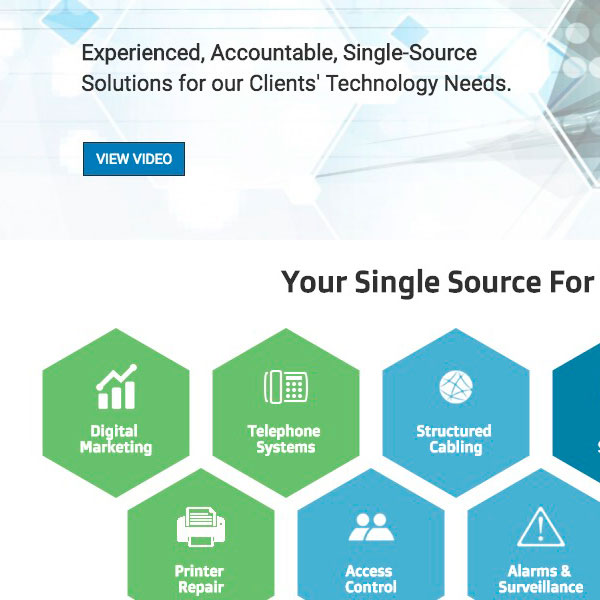 Experienced, Accountable, Single-Source
Solutions for our Clients' Technology Needs.
VIEW VIDEO
Your Single Source For
Digital
Marketing
Telephone
Systems
Structured
Cabling
Printer
Repair
Access
Control
Alarms &
Surveillance